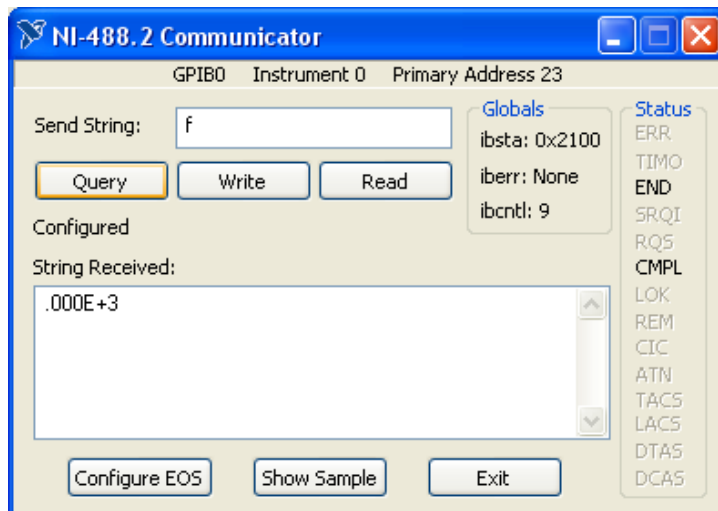 NI-488.2 Communicator
GPIB0 Instrument 0 Primary Address 23
Send String: f
Query Write Read
Configured
String Received:
.000E+3
Configure EOS Show Sample Exit
Globals
ibsta: 0x2100
iberr: None
ibcntl: 9
Status
ERR
TIMO
END
SRQI
RQS
CMPL
LOK
REM
CIC
ATN
TACS
LACS
DTAS
DCAS